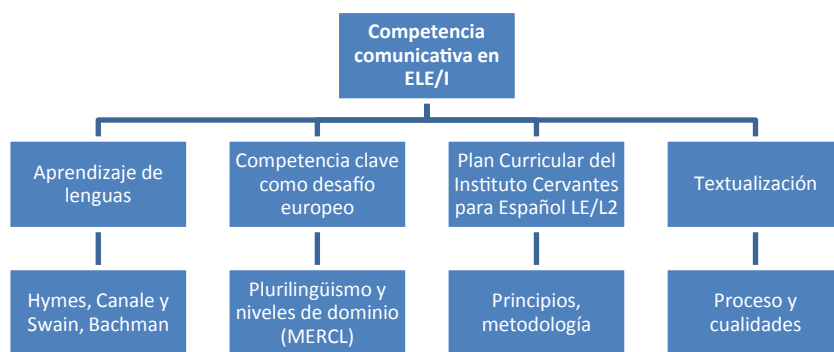 Competencia
comunicativa en
ELE/I
Aprendizaje de
lenguas
Competencia clave
como desafío
europeo
Plan Curricular del
Instituto Cervantes
para Español LE/L2
Textualización
Hymes, Canale y
Swain, Bachman
Plurilingüismo y
niveles de dominio
(MERCL)
Principios,
metodología
Proceso y
cualidades